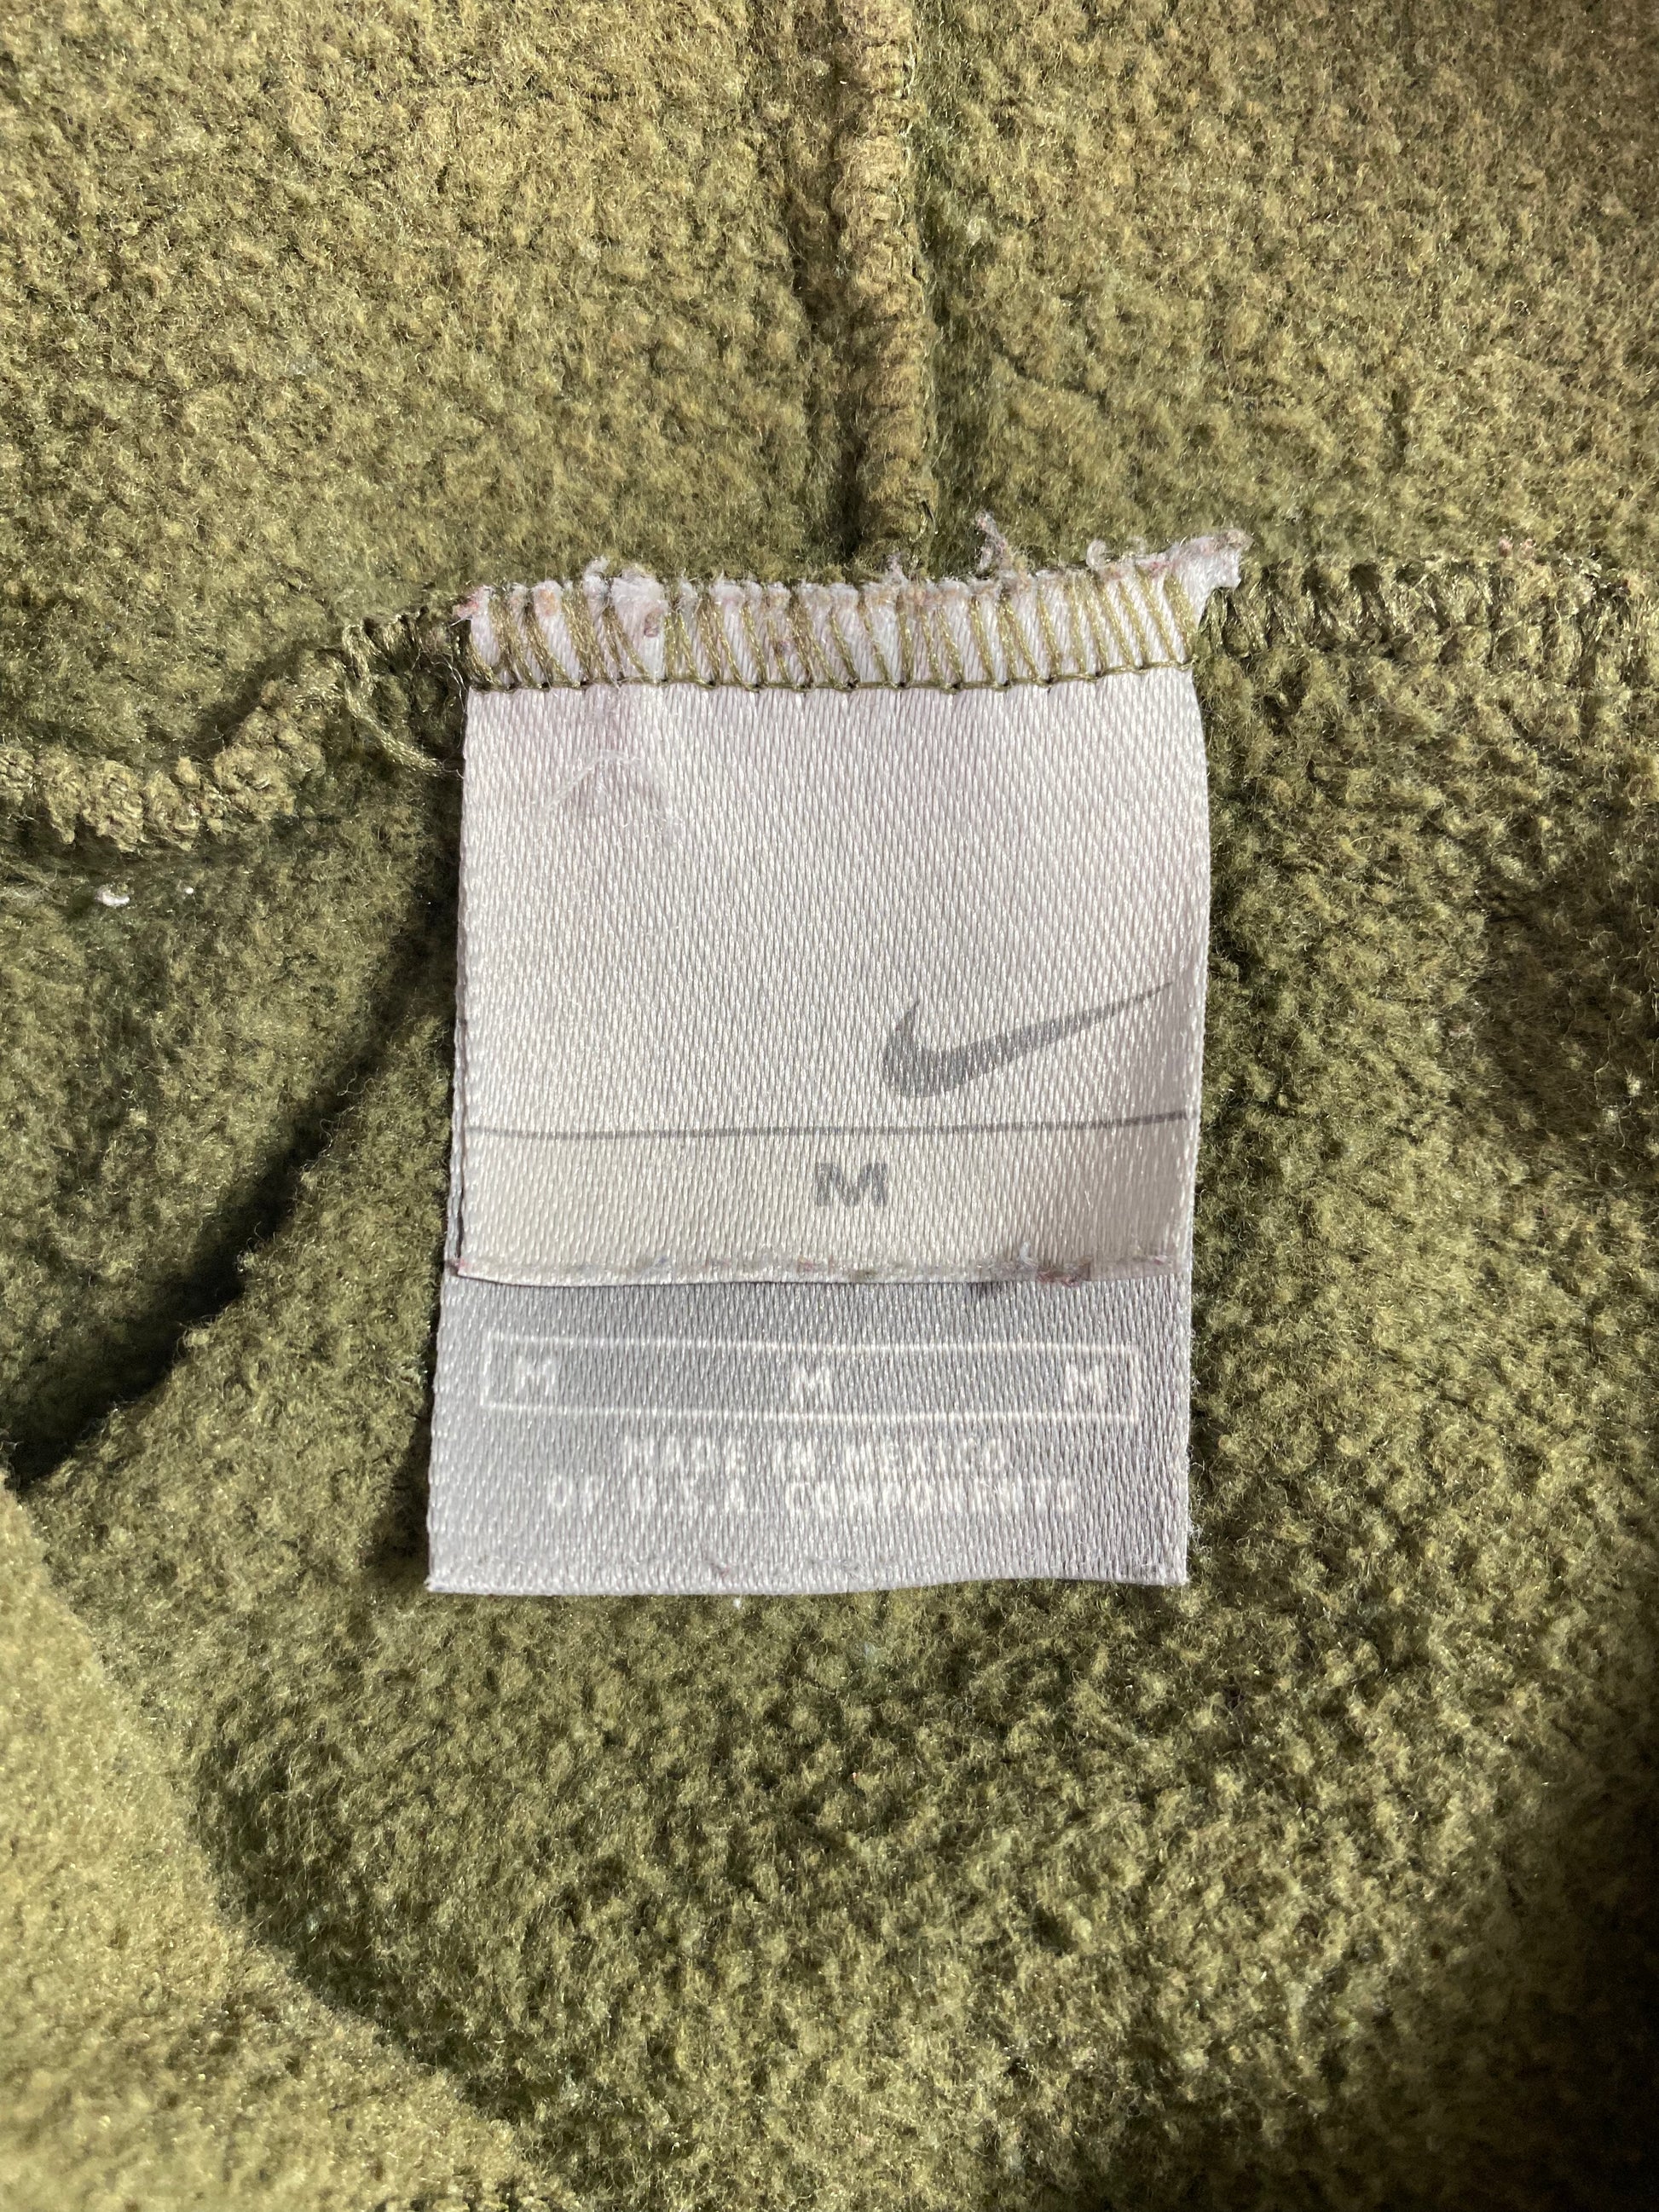 M
M M M
MADE IN MEXICO
OF U.S.A. COMPONENTS